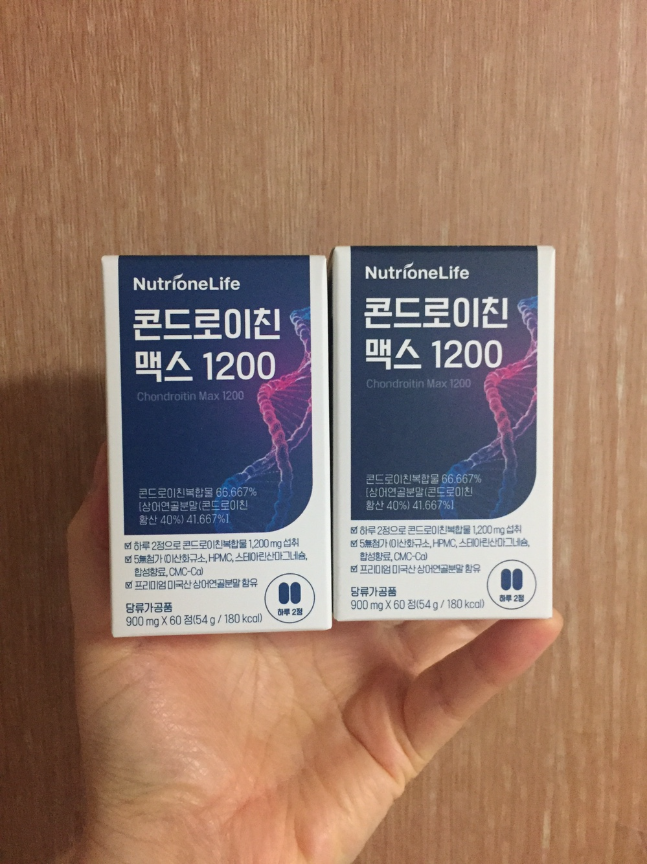 NutrioneLife
콘드로이친
맥스 1200
Chondroitin Max 1200
콘드로이친복합물 66.667%
[상어연골분말(콘드로이친
황산 40%) 41.667%]
하루 2정으로 콘드로이친복합물 1,200 mg 섭취
5無첨가 (이산화규소, HPMC, 스테아린산마그네슘,
합성향료, CMC-Ca)
프리미엄 미국산 상어연골분말 함유
하루 2정
당류가공품
900 mg X 60 정(54 g / 180 kcal)
NutrioneLife
콘드로이친
맥스 1200
Chondroitin Max 1200
콘드로이친복합물 66.667%
[상어연골분말(콘드로이친
황산 40%) 41.667%]
하루 2정으로 콘드로이친복합물 1,200 mg 섭취
5無첨가 (이산화규소, HPMC, 스테아린산마그네슘,
합성향료, CMC-Ca)
프리미엄 미국산 상어연골분말 함유
하루 2정
당류가공품
900 mg X 60 정(54 g / 180 kcal)